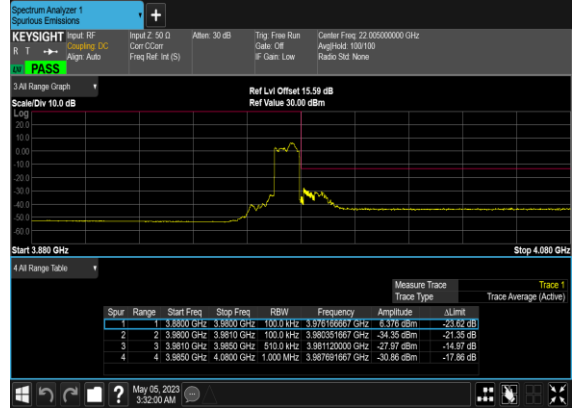 Spectrum Analyzer 1
Spurious Emissions
KEYSIGHT Input: RF Input Z: 50 Ω Atten: 30 dB Trig: Free Run Center Freq: 22.005000000 GHz
R T Coupling: DC Corr CCorr Gate: Off Avg|Hold: 100/100
Align: Auto Freq Ref: Int (S) IF Gain: Low Radio Std: None
PASS
3 All Range Graph
Ref Lvl Offset 15.59 dB
Scale/Div 10.0 dB Ref Value 30.00 dBm
Log
20.0
10.0
0.00
-10.0
-20.0
-30.0
-40.0
-50.0
-60.0
Start 3.880 GHz Stop 4.080 GHz
4 All Range Table
Measure Trace Trace 1
Trace Type Trace Average (Active)
Spur Range Start Freq Stop Freq RBW Frequency Amplitude ΔLimit
1 1 3.8800 GHz 3.9800 GHz 100.0 kHz 3.976166667 GHz 6.376 dBm -23.62 dB
2 2 3.9800 GHz 3.9810 GHz 100.0 kHz 3.980351667 GHz -34.35 dBm -21.35 dB
3 3 3.9810 GHz 3.9850 GHz 510.0 kHz 3.981120000 GHz -27.97 dBm -14.97 dB
4 4 3.9850 GHz 4.0800 GHz 1.000 MHz 3.987691667 GHz -30.86 dBm -17.86 dB
? May 05, 2023
3:32:00 AM